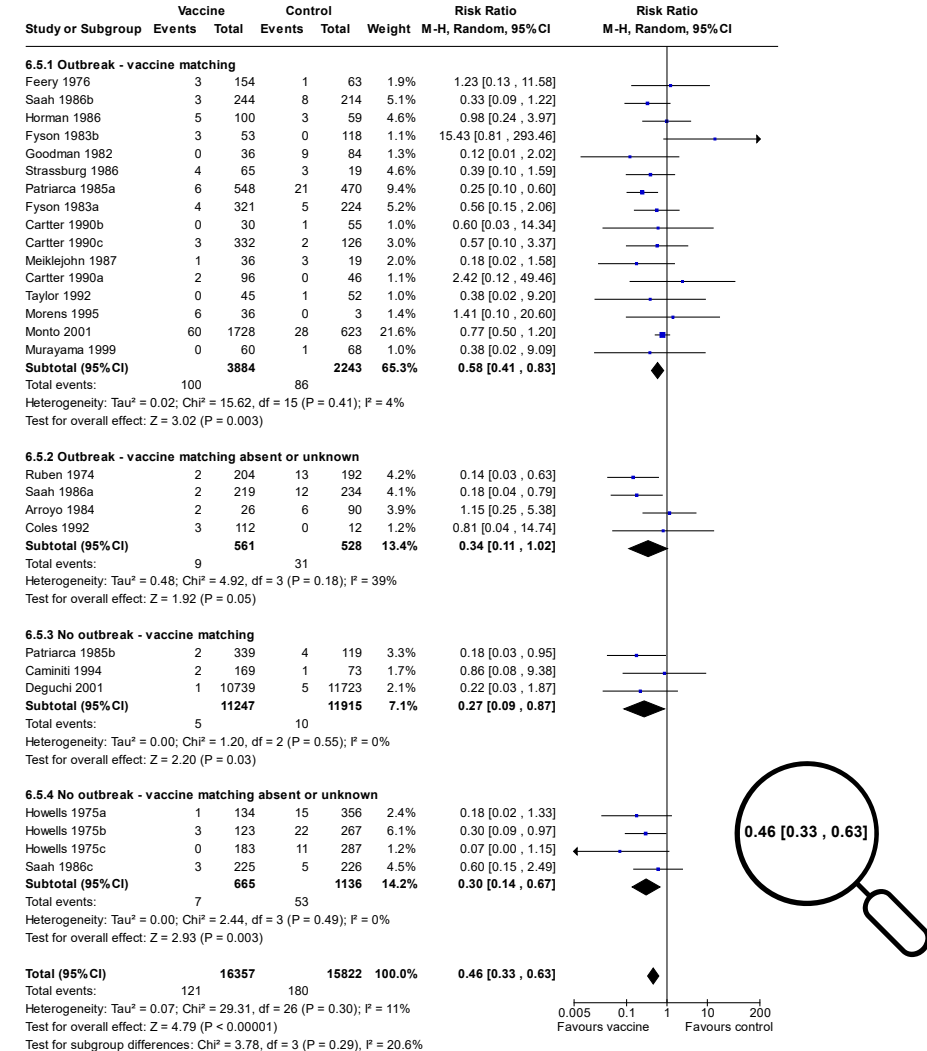 Vaccine Control Risk Ratio Risk Ratio
Study or Subgroup Events Total Events Total Weight M-H, Random, 95%CI M-H, Random, 95%CI
6.5.1 Outbreak - vaccine matching
Feery 1976 3 154 1 63 1.9% 1.23 [0.13 , 11.58]
Saah 1986b 3 244 8 214 5.1% 0.33 [0.09 , 1.22]
Horman 1986 5 100 3 59 4.6% 0.98 [0.24 , 3.97]
Fyson 1983b 3 53 0 118 1.1% 15.43 [0.81 , 293.46]
Goodman 1982 0 36 9 84 1.3% 0.12 [0.01 , 2.02]
Strassburg 1986 4 65 3 19 4.6% 0.39 [0.10 , 1.59]
Patriarca 1985a 6 548 21 470 9.4% 0.25 [0.10 , 0.60]
Fyson 1983a 4 321 5 224 5.2% 0.56 [0.15 , 2.06]
Cartter 1990b 0 30 1 55 1.0% 0.60 [0.03 , 14.34]
Cartter 1990c 3 332 2 126 3.0% 0.57 [0.10 , 3.37]
Meiklejohn 1987 1 36 3 19 2.0% 0.18 [0.02 , 1.58]
Cartter 1990a 2 96 0 46 1.1% 2.42 [0.12 , 49.46]
Taylor 1992 0 45 1 52 1.0% 0.38 [0.02 , 9.20]
Morens 1995 6 36 0 3 1.4% 1.41 [0.10 , 20.60]
Monto 2001 60 1728 28 623 21.6% 0.77 [0.50 , 1.20]
Murayama 1999 0 60 1 68 1.0% 0.38 [0.02 , 9.09]
Subtotal (95%CI) 3884 2243 65.3% 0.58 [0.41 , 0.83]
Total events: 100 86
Heterogeneity: Tau² = 0.02; Chi² = 15.62, df = 15 (P = 0.41); I² = 4%
Test for overall effect: Z = 3.02 (P = 0.003)
6.5.2 Outbreak - vaccine matching absent or unknown
Ruben 1974 2 204 13 192 4.2% 0.14 [0.03 , 0.63]
Saah 1986a 2 219 12 234 4.1% 0.18 [0.04 , 0.79]
Arroyo 1984 2 26 6 90 3.9% 1.15 [0.25 , 5.38]
Coles 1992 3 112 0 12 1.2% 0.81 [0.04 , 14.74]
Subtotal (95%CI) 561 528 13.4% 0.34 [0.11 , 1.02]
Total events: 9 31
Heterogeneity: Tau² = 0.48; Chi² = 4.92, df = 3 (P = 0.18); I² = 39%
Test for overall effect: Z = 1.92 (P = 0.05)
6.5.3 No outbreak - vaccine matching
Patriarca 1985b 2 339 4 119 3.3% 0.18 [0.03 , 0.95]
Caminiti 1994 2 169 1 73 1.7% 0.86 [0.08 , 9.38]
Deguchi 2001 1 10739 5 11723 2.1% 0.22 [0.03 , 1.87]
Subtotal (95%CI) 11247 11915 7.1% 0.27 [0.09 , 0.87]
Total events: 5 10
Heterogeneity: Tau² = 0.00; Chi² = 1.20, df = 2 (P = 0.55); I² = 0%
Test for overall effect: Z = 2.20 (P = 0.03)
6.5.4 No outbreak - vaccine matching absent or unknown
Howells 1975a 1 134 15 356 2.4% 0.18 [0.02 , 1.33]
Howells 1975b 3 123 22 267 6.1% 0.30 [0.09 , 0.97]
Howells 1975c 0 183 11 287 1.2% 0.07 [0.00 , 1.15]
Saah 1986c 3 225 5 226 4.5% 0.60 [0.15 , 2.49]
Subtotal (95%CI) 665 1136 14.2% 0.30 [0.14 , 0.67]
Total events: 7 53
Heterogeneity: Tau² = 0.00; Chi² = 2.44, df = 3 (P = 0.49); I² = 0%
Test for overall effect: Z = 2.93 (P = 0.003)
0.46 [0.33 , 0.63]
Total (95%CI) 16357 15822 100.0% 0.46 [0.33 , 0.63]
Total events: 121 180
Heterogeneity: Tau² = 0.07; Chi² = 29.31, df = 26 (P = 0.30); I² = 11%
Test for overall effect: Z = 4.79 (P < 0.00001)
Test for subgroup differences: Chi² = 3.78, df = 3 (P = 0.29), I² = 20.6%
0.005 0.1 1 10 200
Favours vaccine Favours control